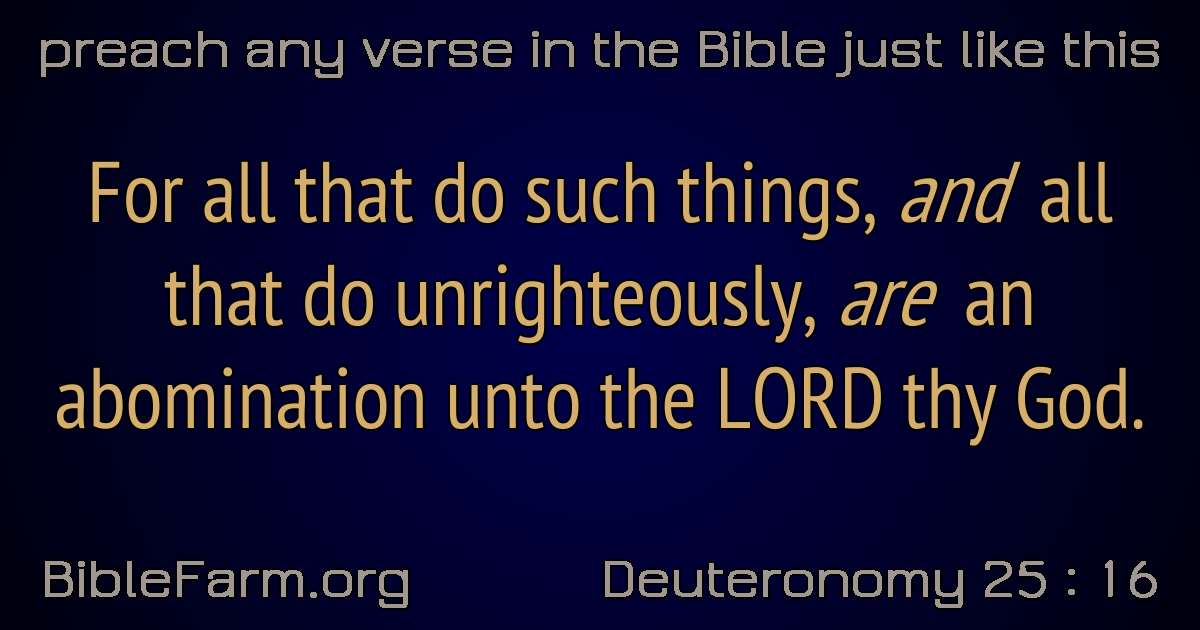 preach any verse in the Bible just like this
For all that do such things, and all
that do unrighteously, are an
abomination unto the LORD thy God.
BibleFarm.org
Deuteronomy 25 : 16